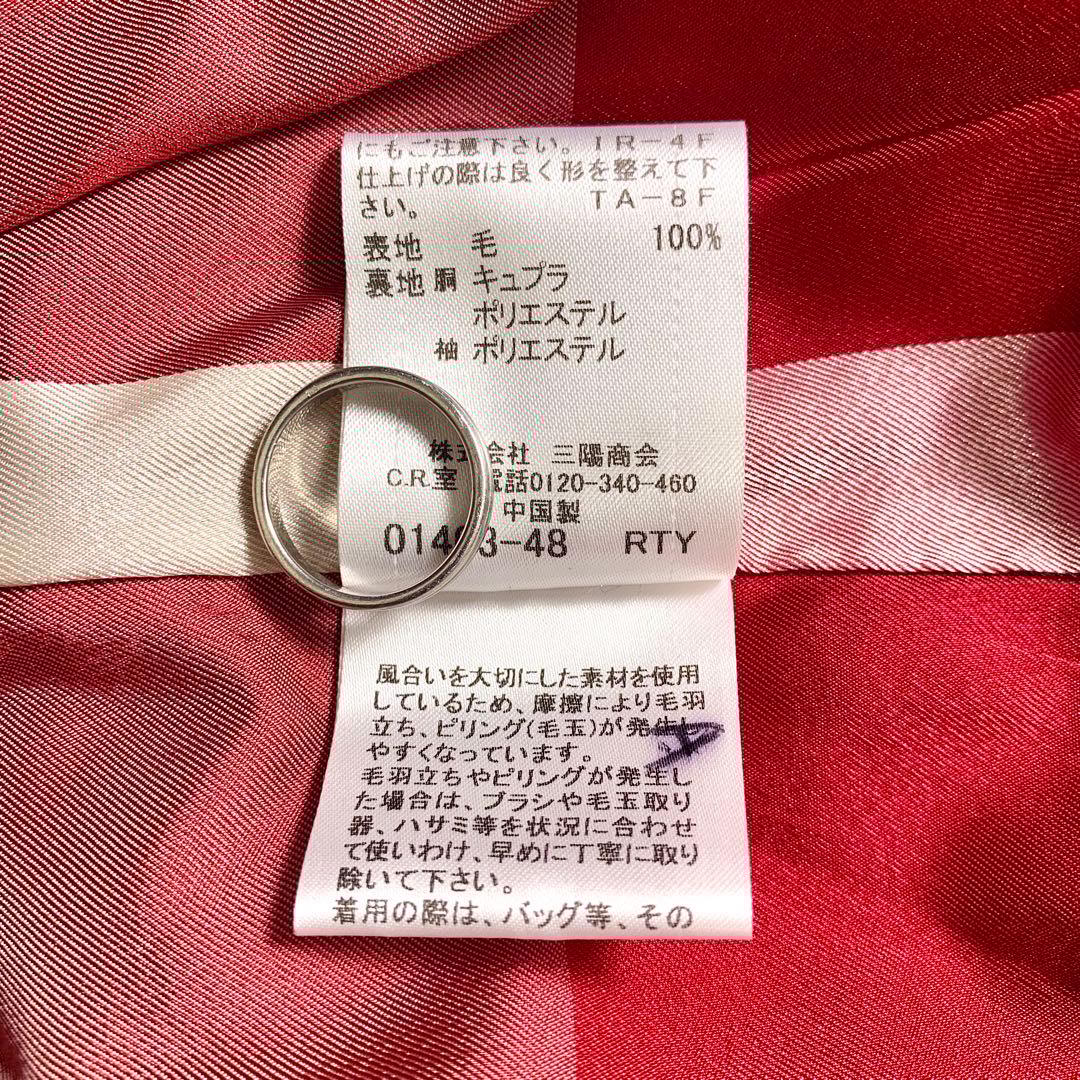 にもご注意下さい。 IR-4F
仕上げの際は良く形を整えて下
さい。 TA-8F
表地 毛 100%
裏地 胴 キュプラ
ポリエステル
袖 ポリエステル
株式会社 三陽商会
C.R.室 電話0120-340-460
中国製
-48 RTY
風合いを大切にした素材を使用
しているため、摩擦により毛羽
立ち、ピリング(毛玉)が発生し
やすくなっています。
毛羽立ちやピリングが発生し
た場合は、ブラシや毛玉取り
器、ハサミ等を状況に合わせ
て使いわけ、早めに丁寧に取り
除いて下さい。
着用の際は、バッグ等、その